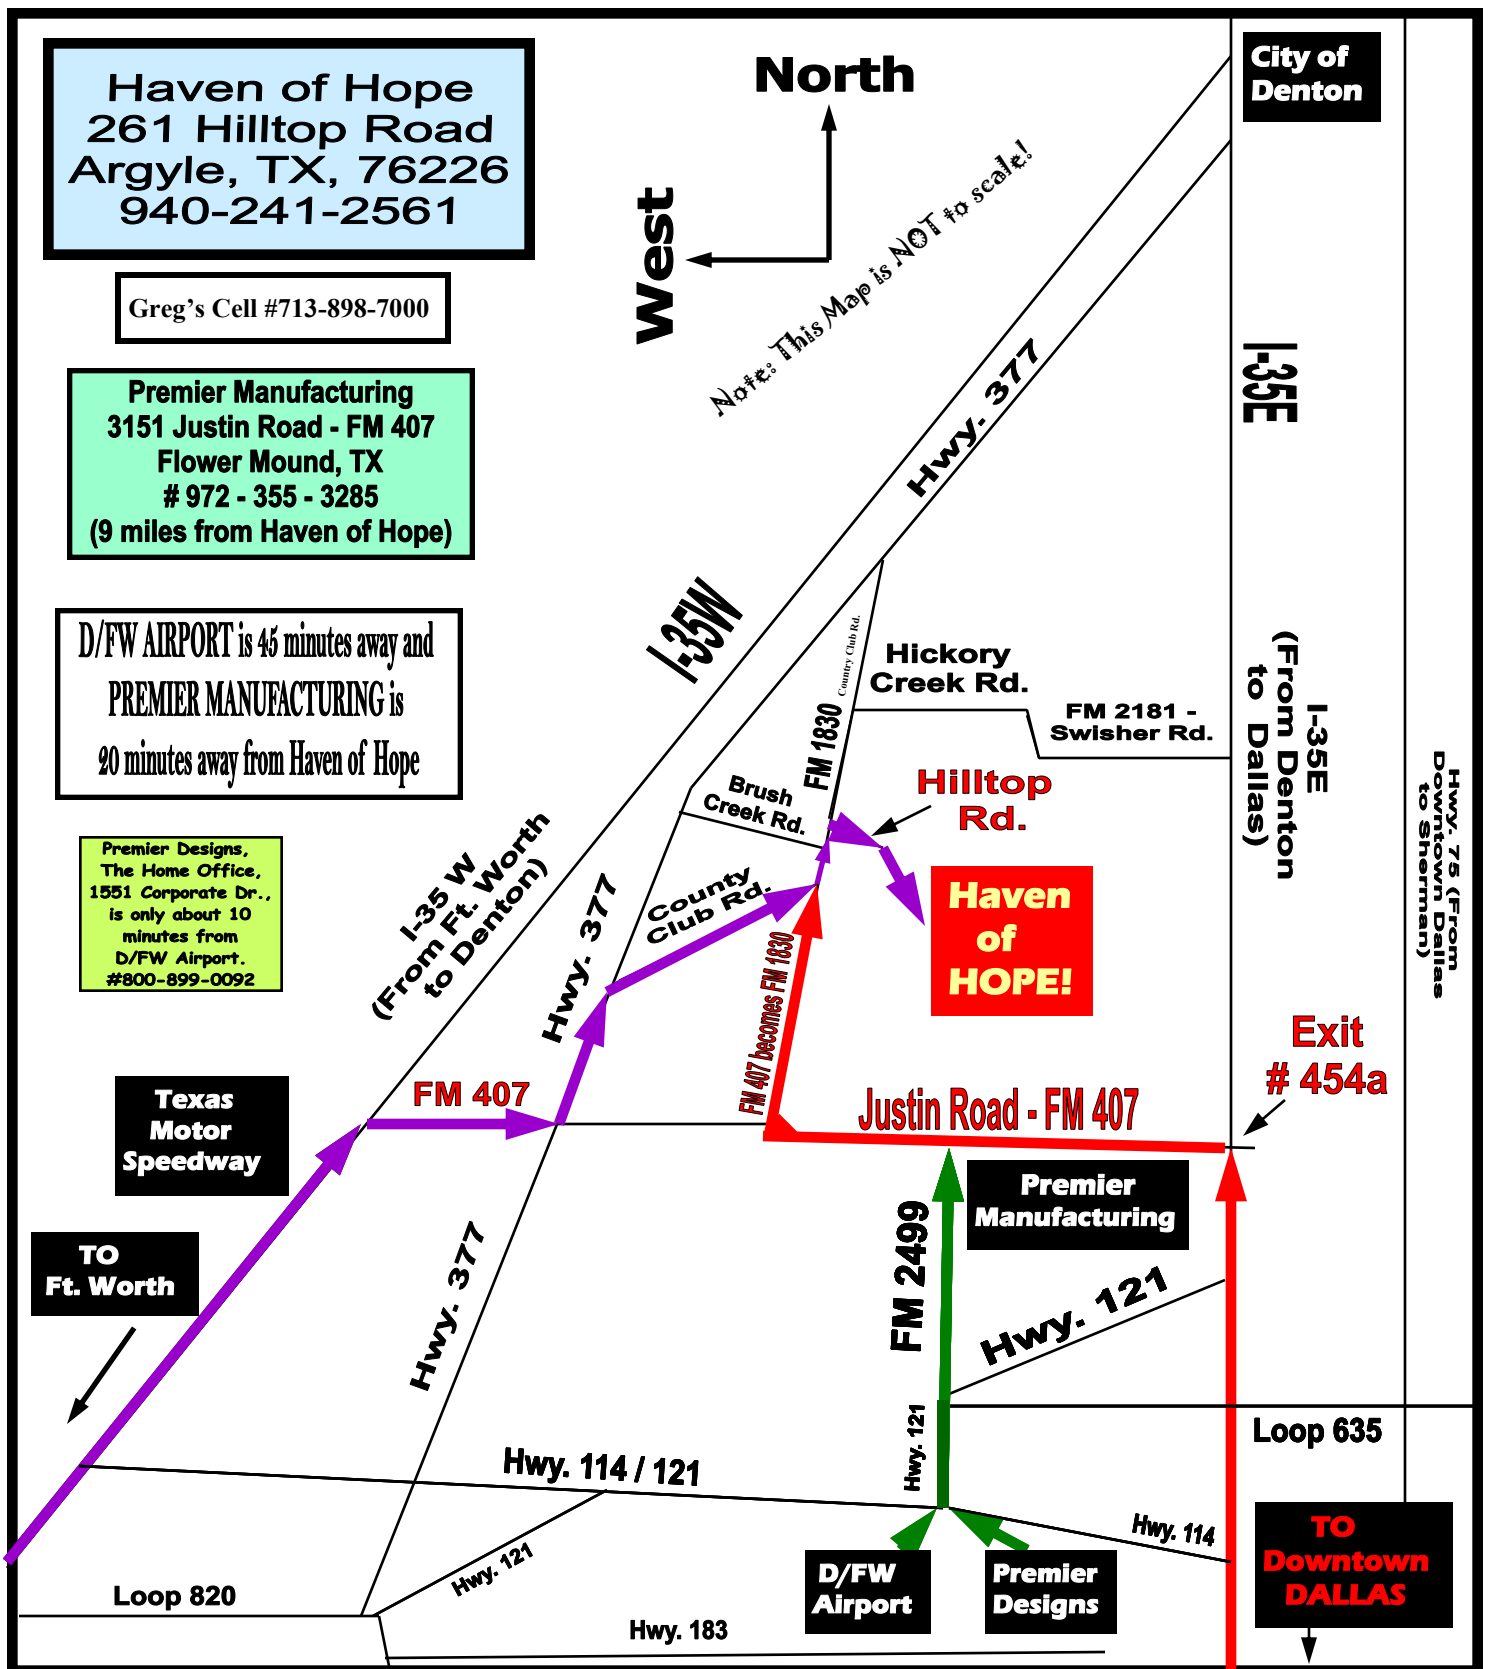 Haven of Hope
261 Hilltop Road
Argyle, TX, 76226
940-241-2561
Greg's Cell #713-898-7000
Premier Manufacturing
3151 Justin Road - FM 407
Flower Mound, TX
# 972 - 355 - 3285
(9 miles from Haven of Hope)
D/FW AIRPORT is 45 minutes away and
PREMIER MANUFACTURING is
20 minutes away from Haven of Hope
Premier Designs,
The Home Office,
1551 Corporate Dr.,
is only about 10
minutes from
D/FW Airport.
#800-899-0092
North
West
Note: This Map is NOT to scale!
City of
Denton
Hwy. 377
I-35E
I-35W
Country Club Rd.
FM 1830
Hickory
Creek Rd.
FM 2181 -
Swisher Rd.
I-35E
(From Denton
to Dallas)
Hwy. 75 (From
Downtown Dallas
to Sherman)
Brush
Creek Rd.
Hilltop
Rd.
I-35 W
(From Ft. Worth
to Denton)
Hwy. 377
County
Club Rd.
Haven
of
HOPE!
FM 407 becomes FM 1830
Exit
# 454a
Texas
Motor
Speedway
FM 407
Justin Road - FM 407
Premier
Manufacturing
TO
Ft. Worth
Hwy. 377
FM 2499
Hwy. 121
Hwy. 121
Loop 635
Hwy. 114 / 121
Hwy. 121
Hwy. 114
TO
Downtown
DALLAS
D/FW
Airport
Premier
Designs
Loop 820
Hwy. 183